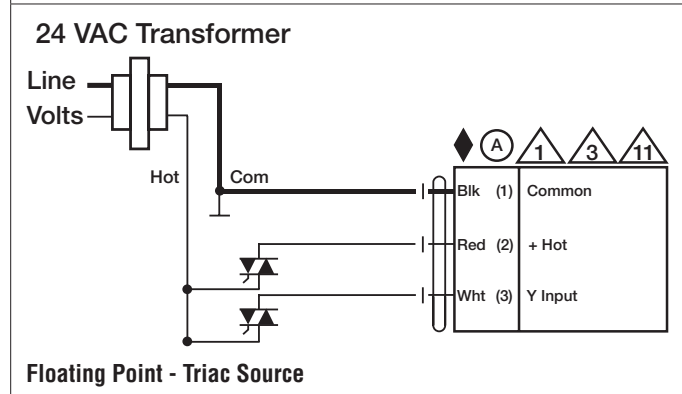 24 VAC Transformer
Line
Volts
Hot
Com
A
1
3
11
Blk (1) Common
Red (2) + Hot
Wht (3) Y Input
Floating Point - Triac Source